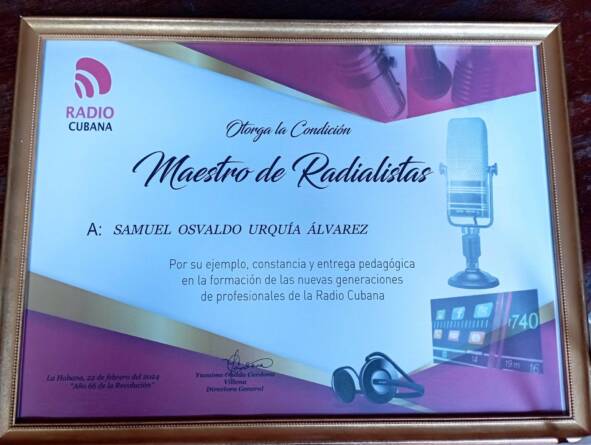 RADIO
CUBANA
Otorga la Condición
Maestro de Radialistas
A: SAMUEL OSVALDO URQUÍA ÁLVAREZ
Por su ejemplo, constancia y entrega pedagógica
en la formación de las nuevas generaciones
de profesionales de la Radio Cubana
740
La Habana, 22 de febrero del 2024
"Año 66 de la Revolución"
Cardona
Villena
Directora General